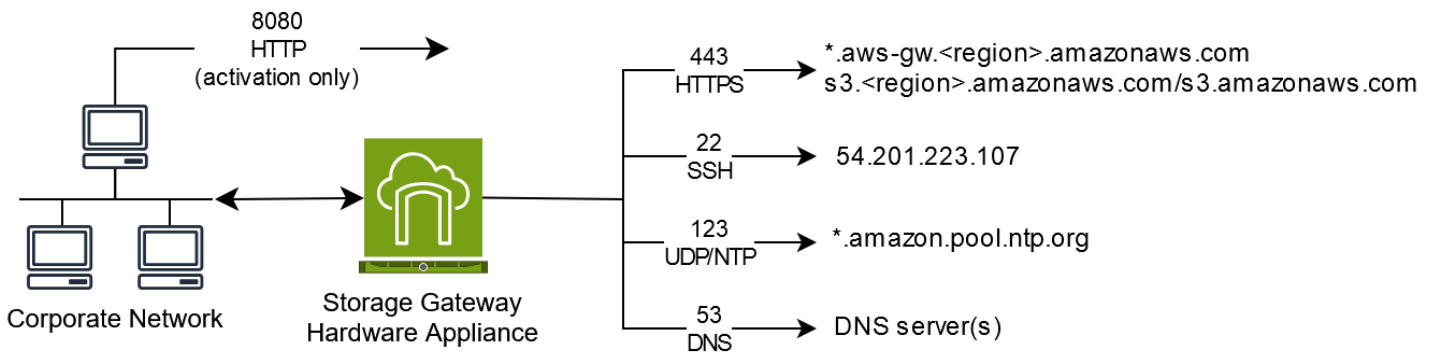 8080
HTTP
(activation only)
443
HTTPS
*.aws-gw.<region>.amazonaws.com
s3.<region>.amazonaws.com/s3.amazonaws.com
22
SSH
54.201.223.107
123
UDP/NTP
*.amazon.pool.ntp.org
53
DNS
DNS server(s)
Corporate Network
Storage Gateway
Hardware Appliance